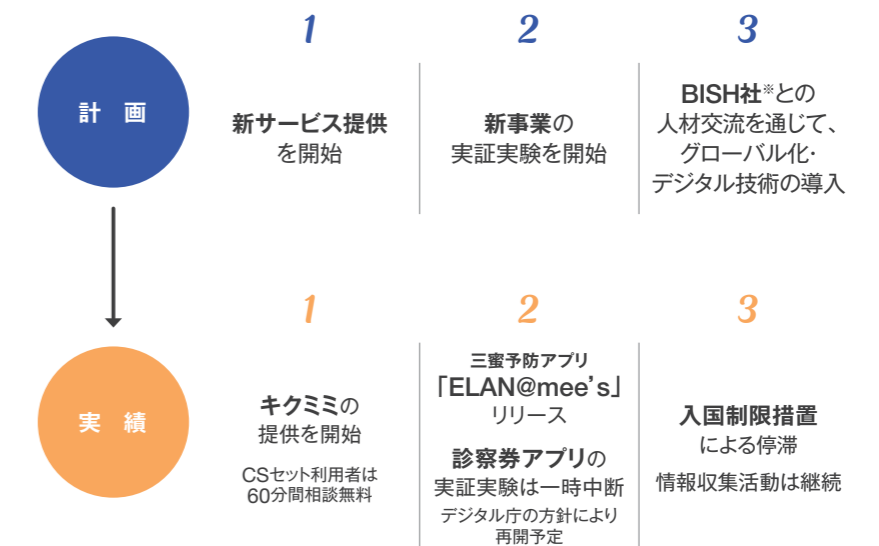 計画
1
新サービス提供
を開始
2
新事業の
実証実験を開始
3
BISH社※との
人材交流を通じて、
グローバル化・
デジタル技術の導入
実績
1
キクミミの
提供を開始
CSセット利用者は
60分間相談無料
2
三蜜予防アプリ
「ELAN@mee’s」
リリース
診察券アプリの
実証実験は一時中断
デジタル庁の方針により
再開予定
3
入国制限措置
による停滞
情報収集活動は継続